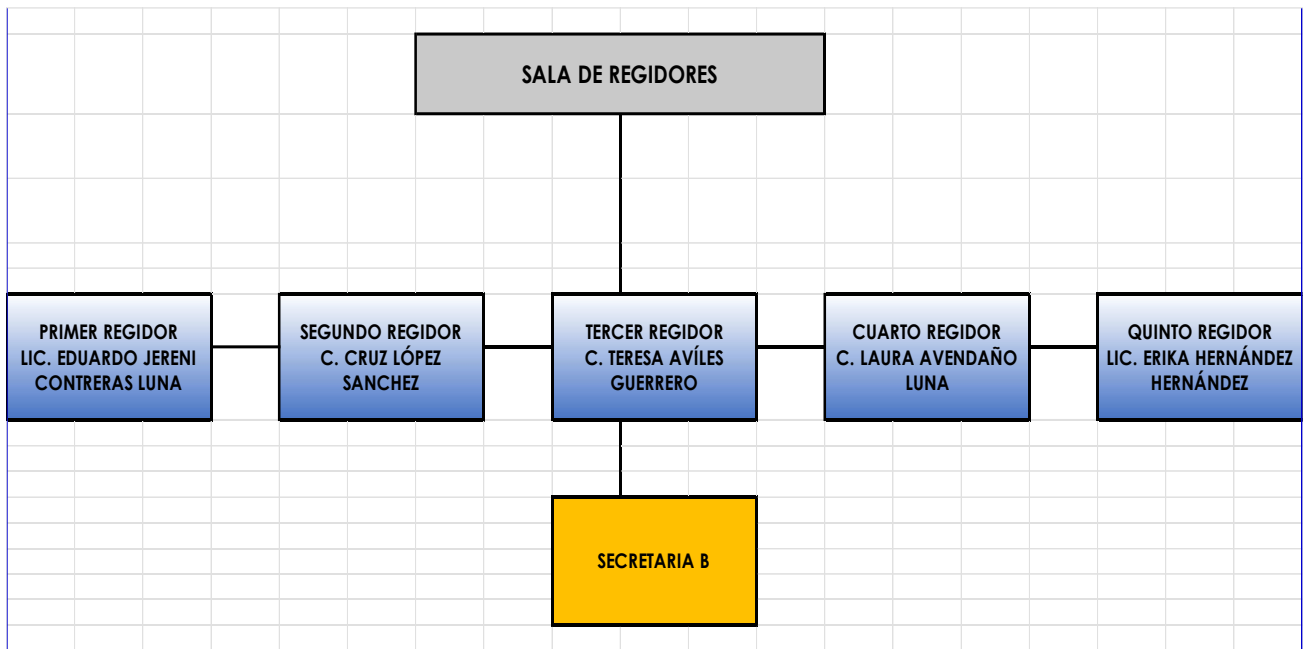 SALA DE REGIDORES
PRIMER REGIDOR
LIC. EDUARDO JERENI
CONTRERAS LUNA
SEGUNDO REGIDOR
C. CRUZ LÓPEZ
SANCHEZ
TERCER REGIDOR
C. TERESA AVÍLES
GUERRERO
CUARTO REGIDOR
C. LAURA AVENDAÑO
LUNA
QUINTO REGIDOR
LIC. ERIKA HERNÁNDEZ
HERNÁNDEZ
SECRETARIA B